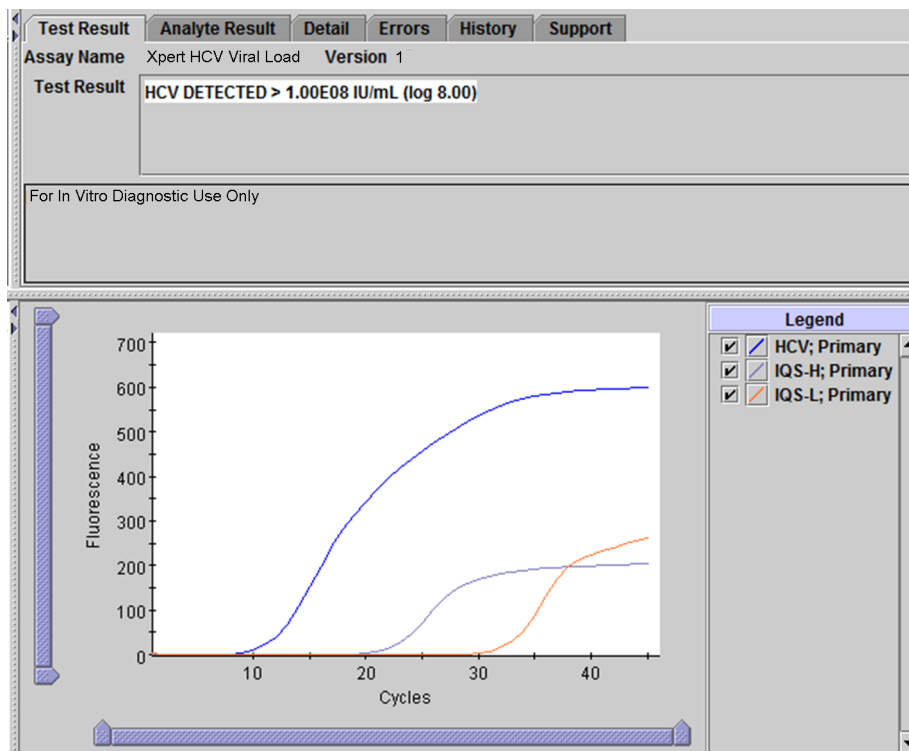 Test Result Analyte Result Detail Errors History Support
Assay Name Xpert HCV Viral Load Version 1
Test Result HCV DETECTED > 1.00E08 IU/mL (log 8.00)
For In Vitro Diagnostic Use Only
Legend
HCV; Primary
IQS-H; Primary
IQS-L; Primary
700
600
500
400
300
200
100
0
Fluorescence
10 20 30 40
Cycles